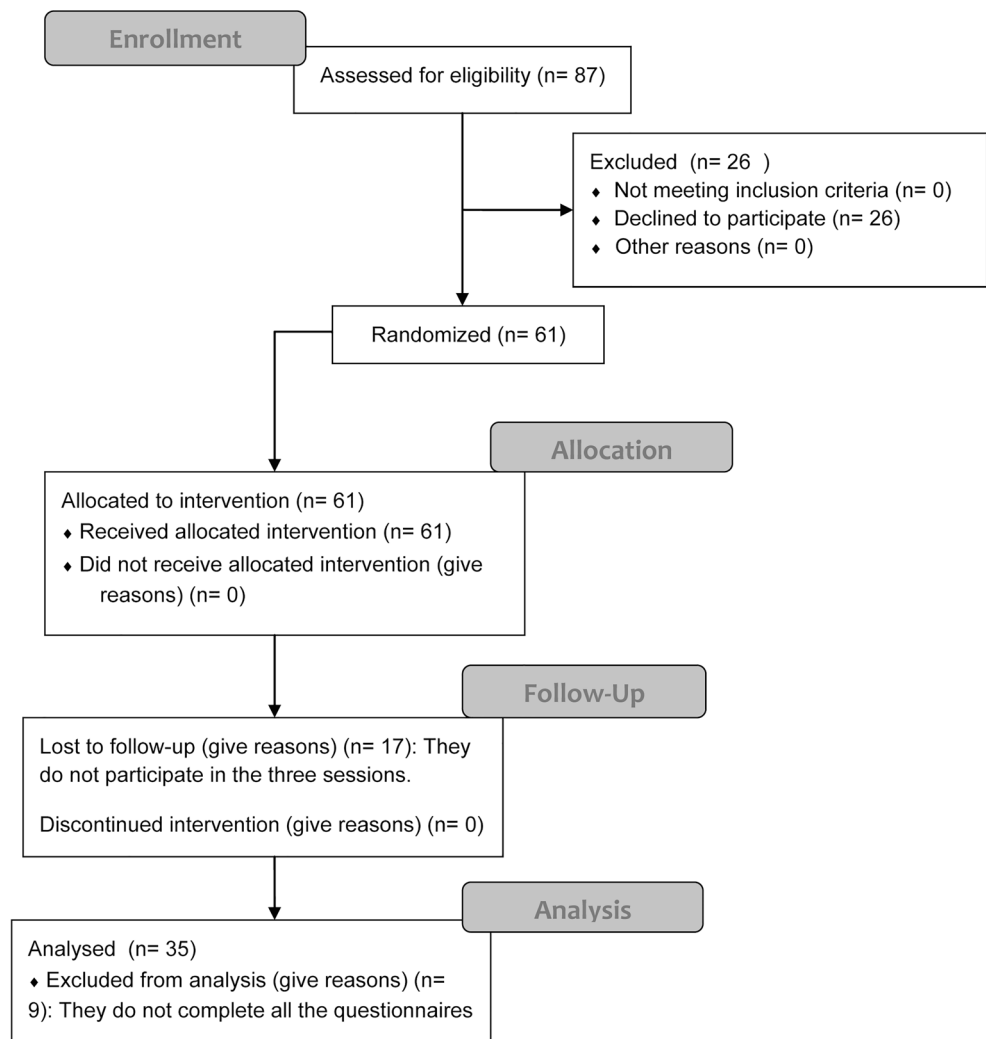 Enrollment
Assessed for eligibility (n= 87)
Excluded (n= 26 )
♦ Not meeting inclusion criteria (n= 0)
♦ Declined to participate (n= 26)
♦ Other reasons (n= 0)
Randomized (n= 61)
Allocation
Allocated to intervention (n= 61)
♦ Received allocated intervention (n= 61)
♦ Did not receive allocated intervention (give
reasons) (n= 0)
Follow-Up
Lost to follow-up (give reasons) (n= 17): They
do not participate in the three sessions.
Discontinued intervention (give reasons) (n= 0)
Analysis
Analysed (n= 35)
♦ Excluded from analysis (give reasons) (n=
9): They do not complete all the questionnaires